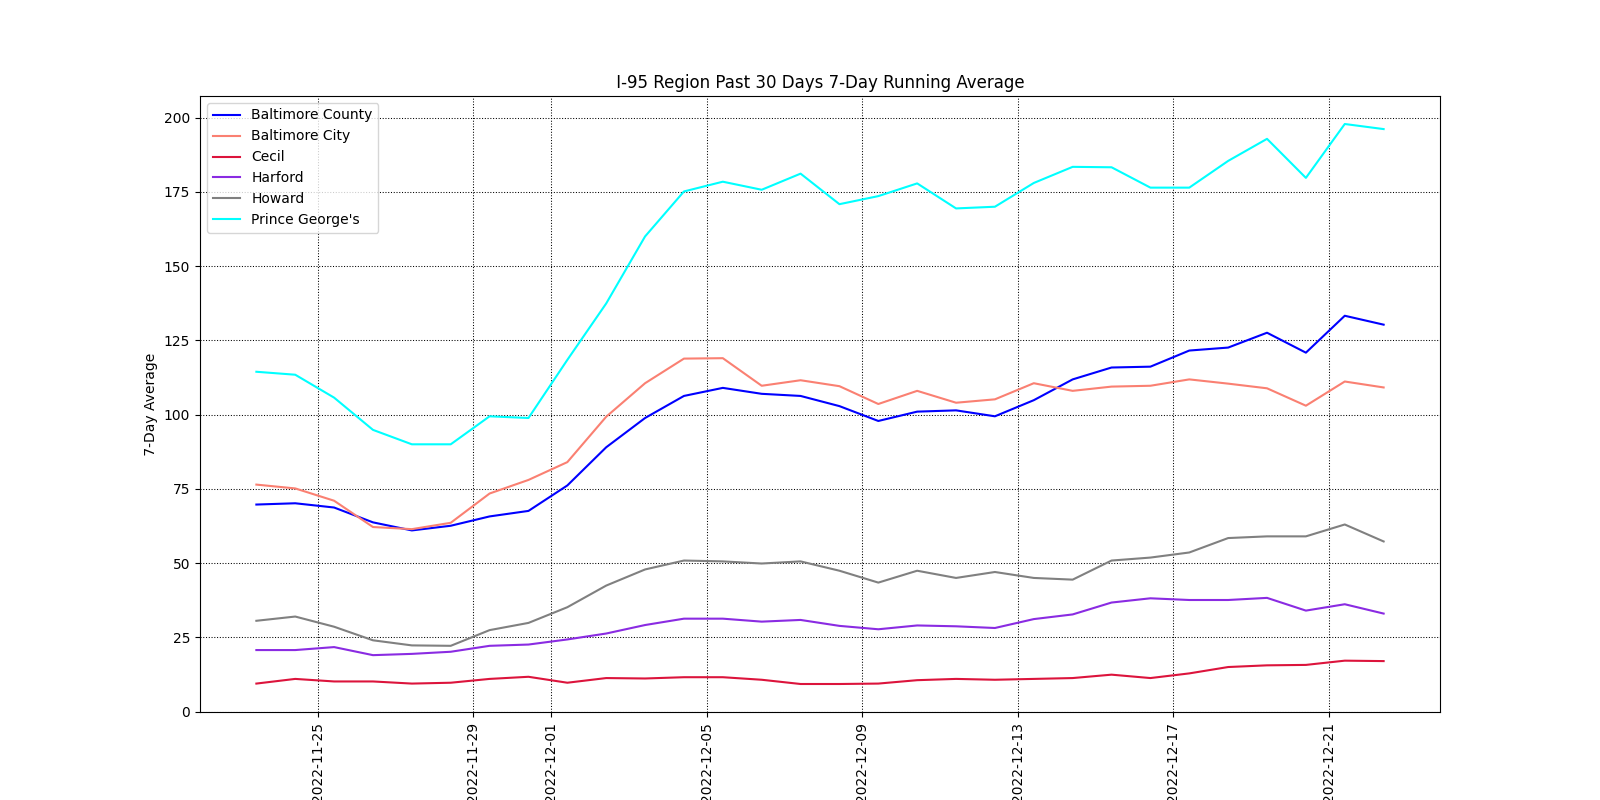 I-95 Region Past 30 Days 7-Day Running Average
Baltimore County
Baltimore City
Cecil
Harford
Howard
Prince George's
7-Day Average
200
175
150
125
100
75
50
25
0
2022-11-25
2022-11-29
2022-12-01
2022-12-05
2022-12-09
2022-12-13
2022-12-17
2022-12-21